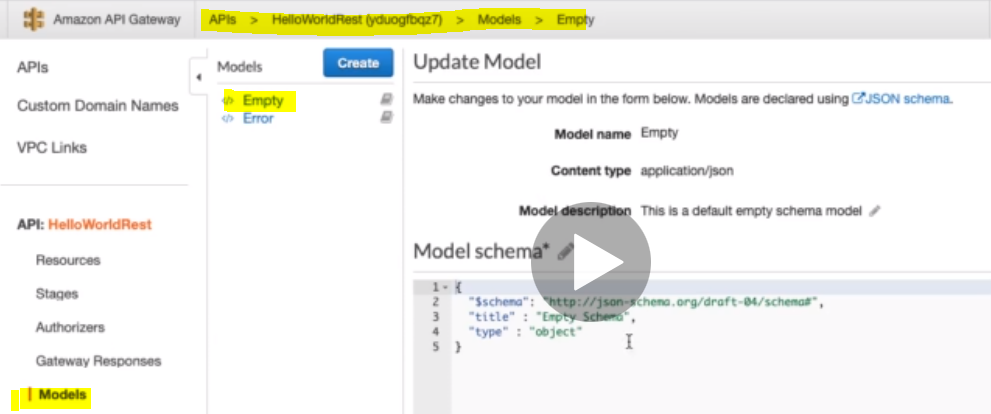 Amazon API Gateway
APIs > HelloWorldRest (yduogfbqz7) > Models > Empty
APIs
Custom Domain Names
VPC Links
API: HelloWorldRest
Resources
Stages
Authorizers
Gateway Responses
Models
Models
Create
</> Empty
</> Error
Update Model
Make changes to your model in the form below. Models are declared using JSON schema.
Model name Empty
Content type application/json
Model description This is a default empty schema model
Model schema*
1 {
2 "$schema": "http://json-schema.org/draft-04/schema#",
3 "title" : "Empty Schema",
4 "type" : "object"
5 }